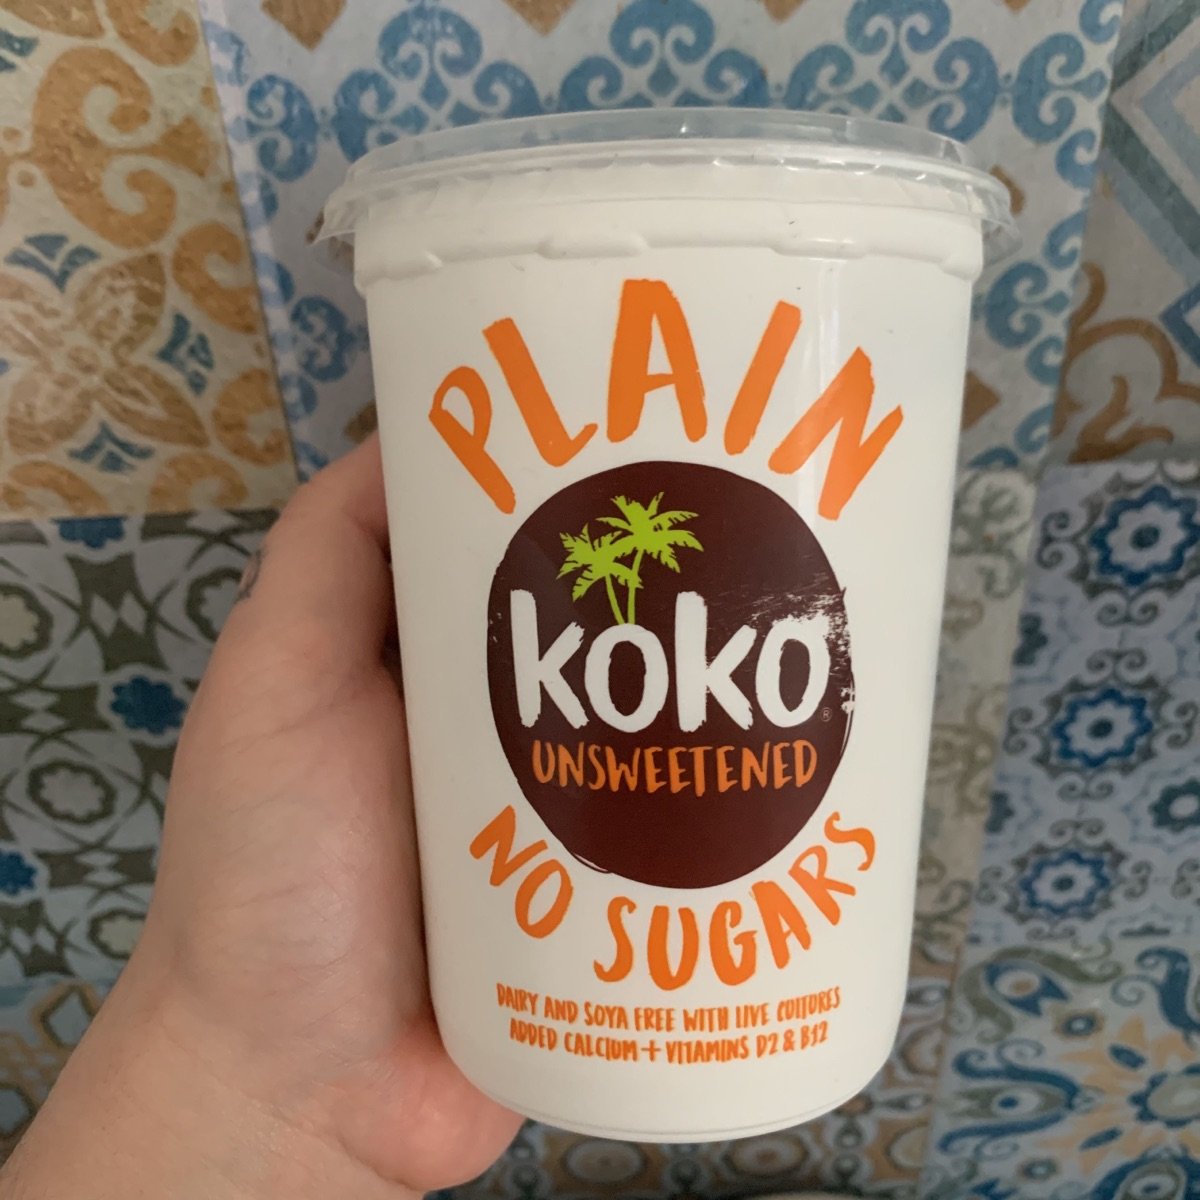 PLAIN
koko®
UNSWEETENED
NO SUGARS
DAIRY AND SOYA FREE WITH LIVE CULTURES
ADDED CALCIUM + VITAMINS D2 & B12